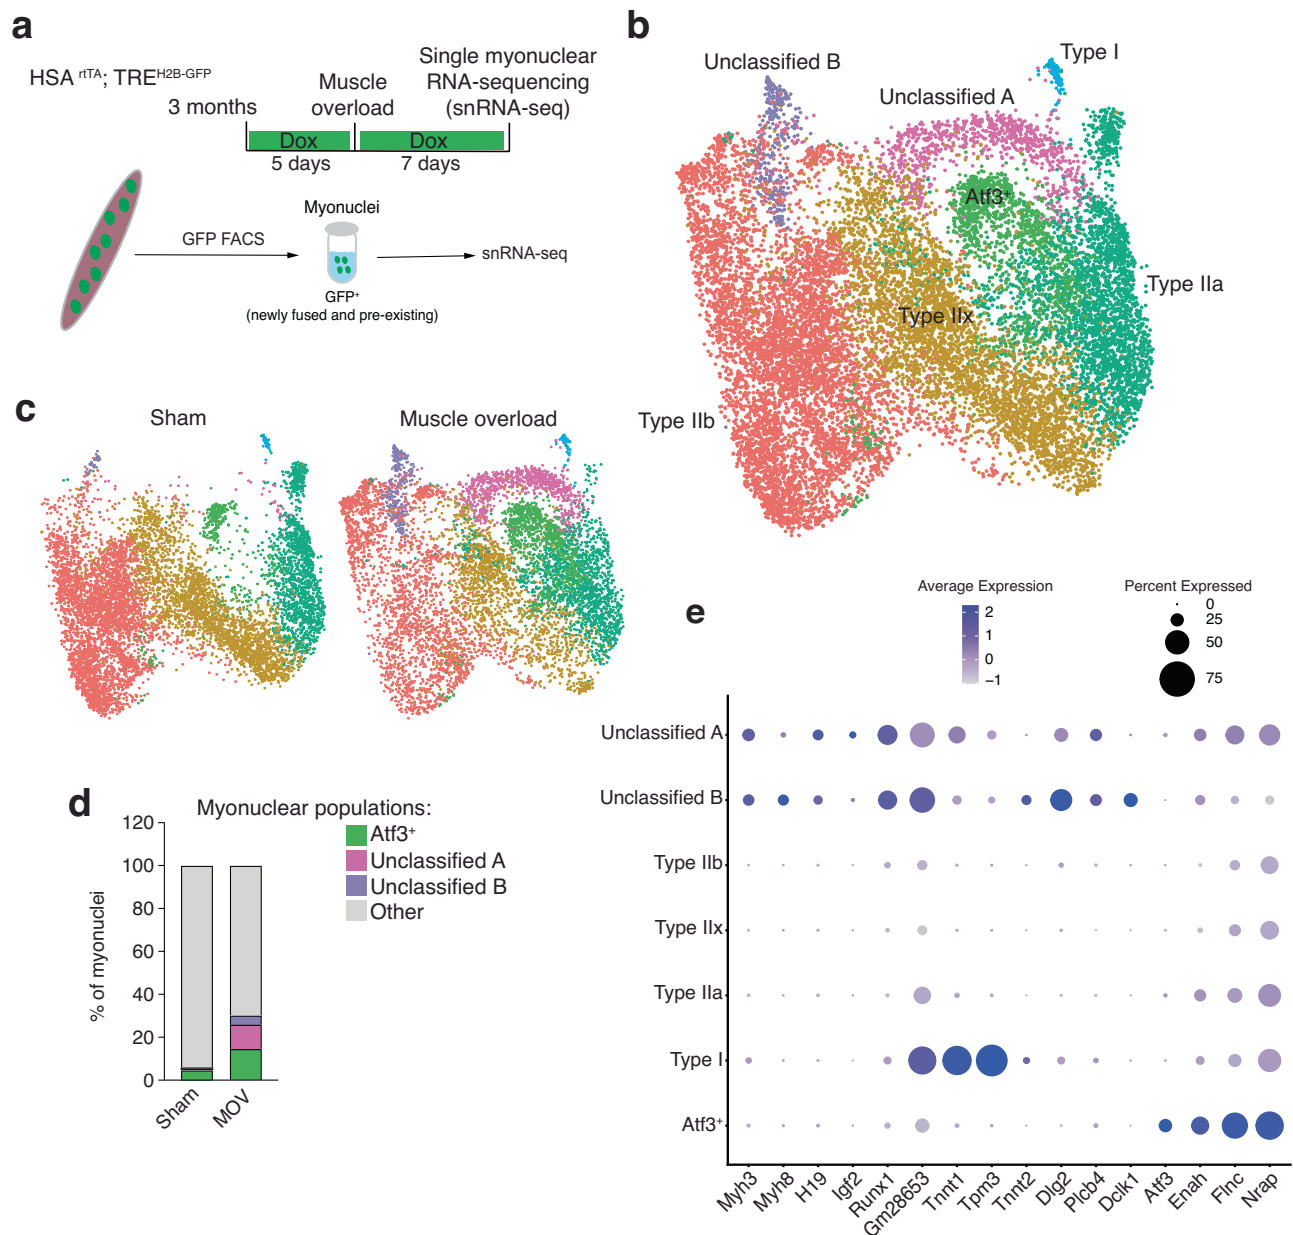 a
HSA rtTA; TRE H2B-GFP
3 months
Muscle
overload
Single myonuclear
RNA-sequencing
(snRNA-seq)
Dox
Dox
5 days
7 days
GFP FACS
Myonuclei
snRNA-seq
GFP+
(newly fused and pre-existing)
b
Unclassified B
Type I
Unclassified A
Atf3+
Type IIa
Type IIx
Type IIb
c
Sham
Muscle overload
d
Myonuclear populations:
Atf3+
Unclassified A
Unclassified B
Other
% of myonuclei
120
100
80
60
40
20
0
Sham
MOV
e
Average Expression
2
1
0
−1
Percent Expressed
0
25
50
75
Unclassified A
Unclassified B
Type IIb
Type IIx
Type IIa
Type I
Atf3+
Myh3
Myh8
H19
Igf2
Runx1
Gm28653
Tnnt1
Tpm3
Tnnt2
Dlg2
Plcb4
Dclk1
Atf3
Enah
Flnc
Nrap